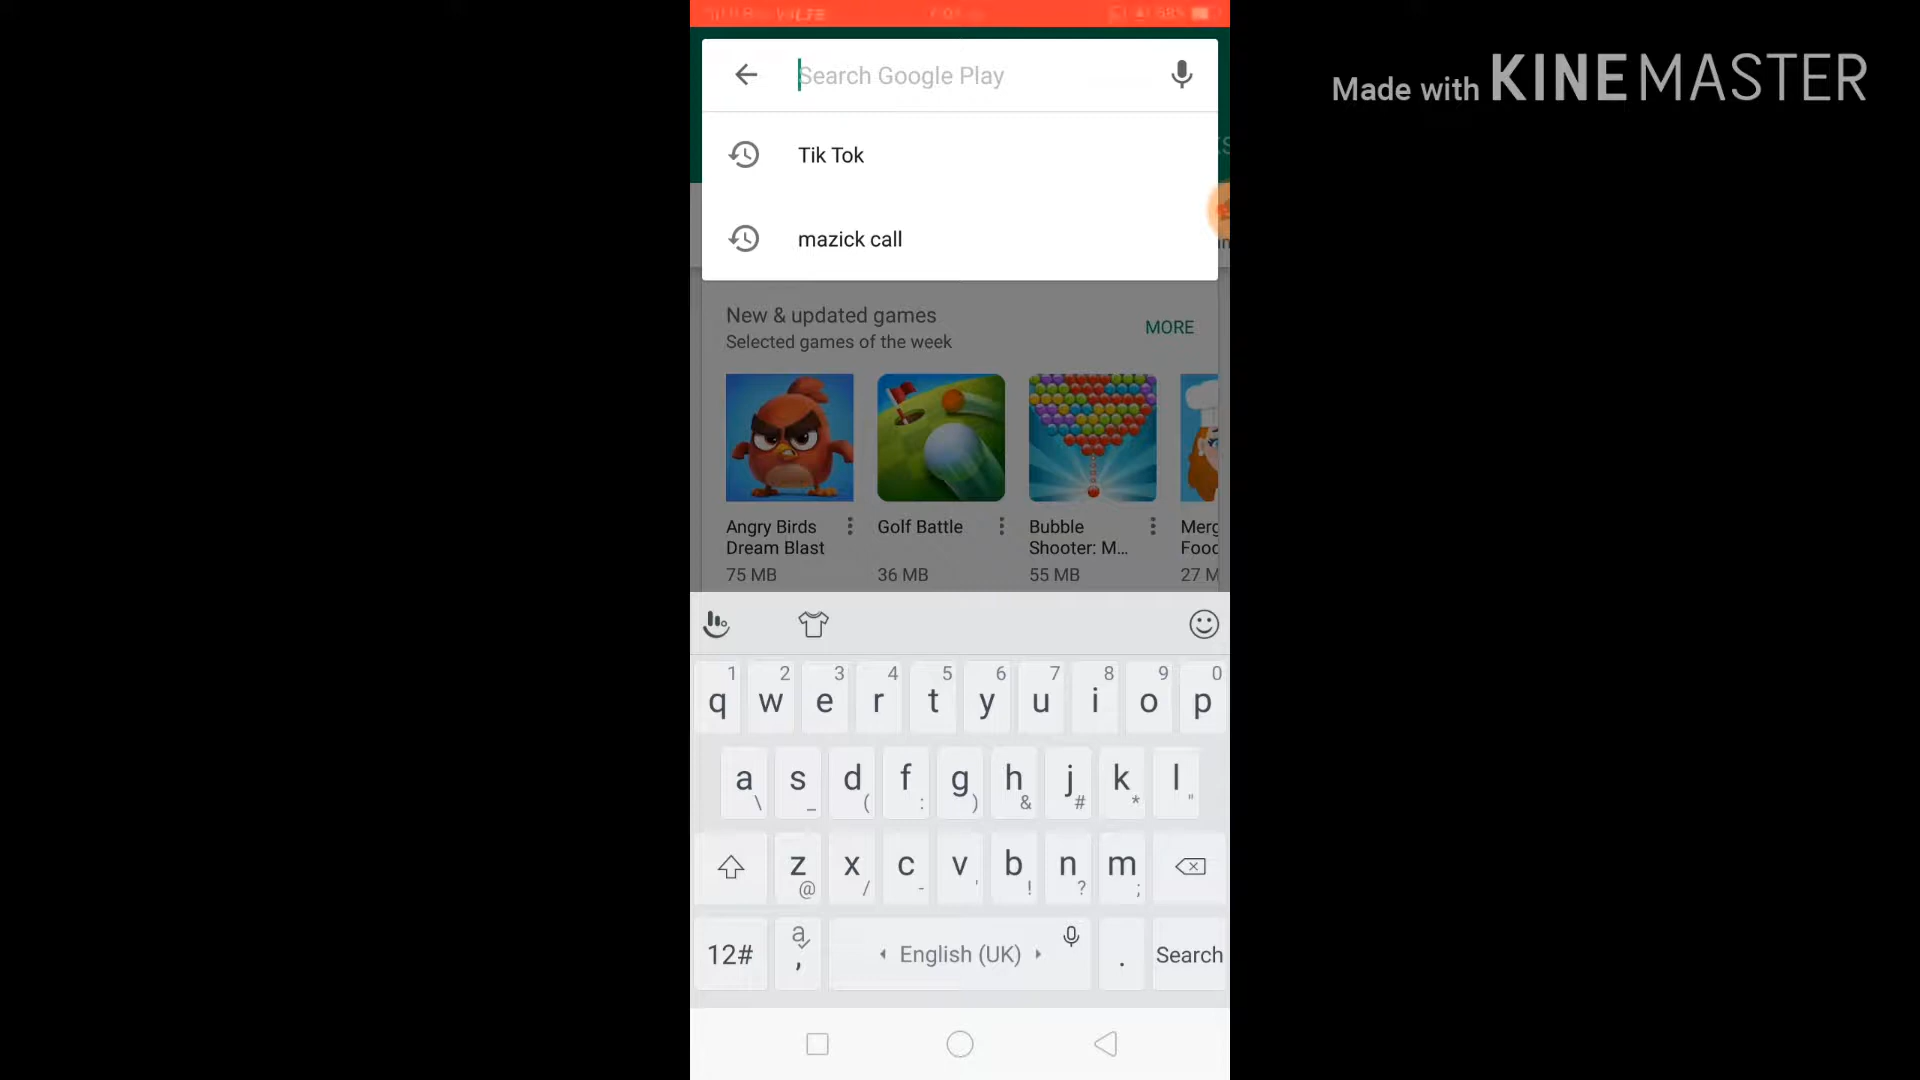 Made with KINEMASTER
Search Google Play
Tik Tok
mazick call
New & updated games
MORE
Selected games of the week
Angry Birds
Dream Blast
75 MB
Golf Battle
36 MB
Bubble
Shooter: M...
55 MB
Merg
Food
27 M
1 2 3 4 5 6 7 8 9 0
q w e r t y u i o p
a s d f g h j k l
\ _ ( : ) & # * "
z x c v b n m
@ / - ' ! ? ;
12# a , English (UK) . Search